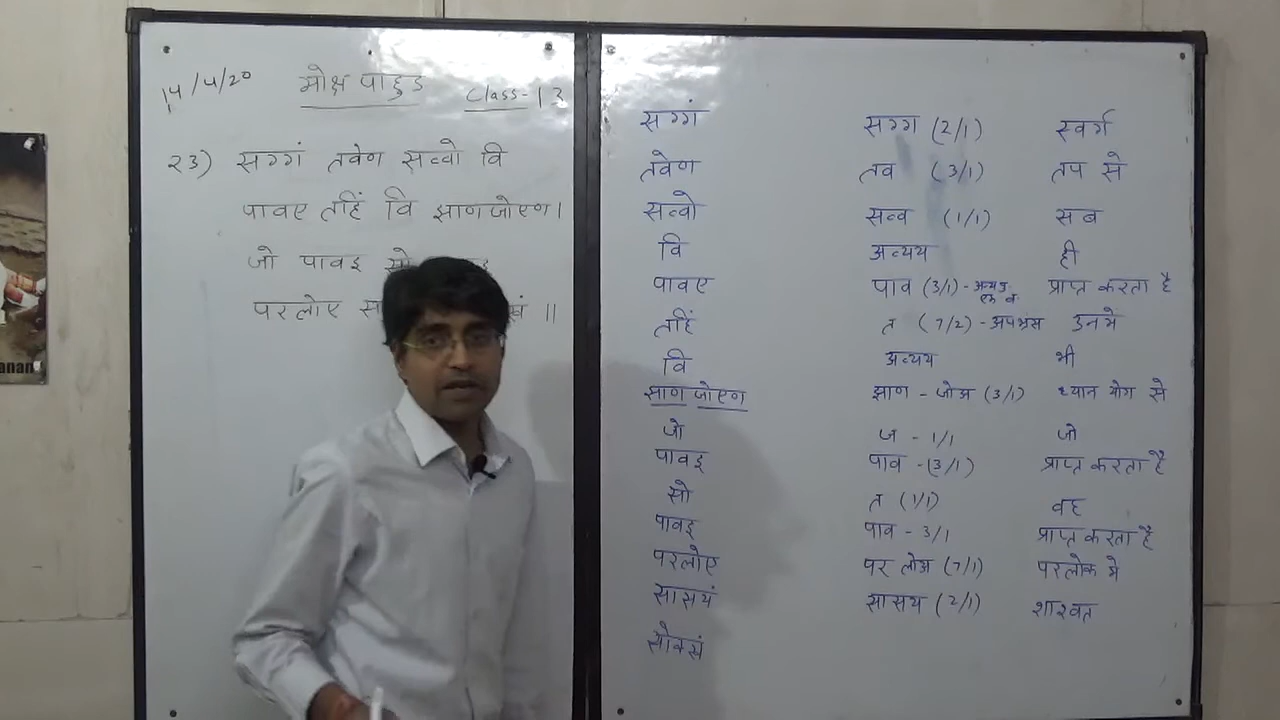 14/4/20 मोक्ष पाहुड Class-13
23) सग्गं तवेण सव्वो वि
पावए तहिं वि झाणजोएण।
जो पावइ सो
परलोए सा खं ॥
सग्गं सग्ग (2/1) स्वर्ग
तवेण तव (3/1) तप से
सव्वो सव्व (1/1) सब
वि अव्यय ही
पावए पाव (3/1) - प्राप्त करता है
तहिं त (7/2) - अपभ्रंस उनमे
वि अव्यय भी
झाणजोएण झाण - जोअ (3/1) ध्यान योग से
जो ज - 1/1 जो
पावइ पाव - (3/1) प्राप्त करता है
सो त (1/1) वह
पावइ पाव - 3/1 प्राप्त करता है
परलोए पर लोअ (7/1) परलोक मे
सासयं सासय (2/1) शाश्वत
सोक्खं
anan